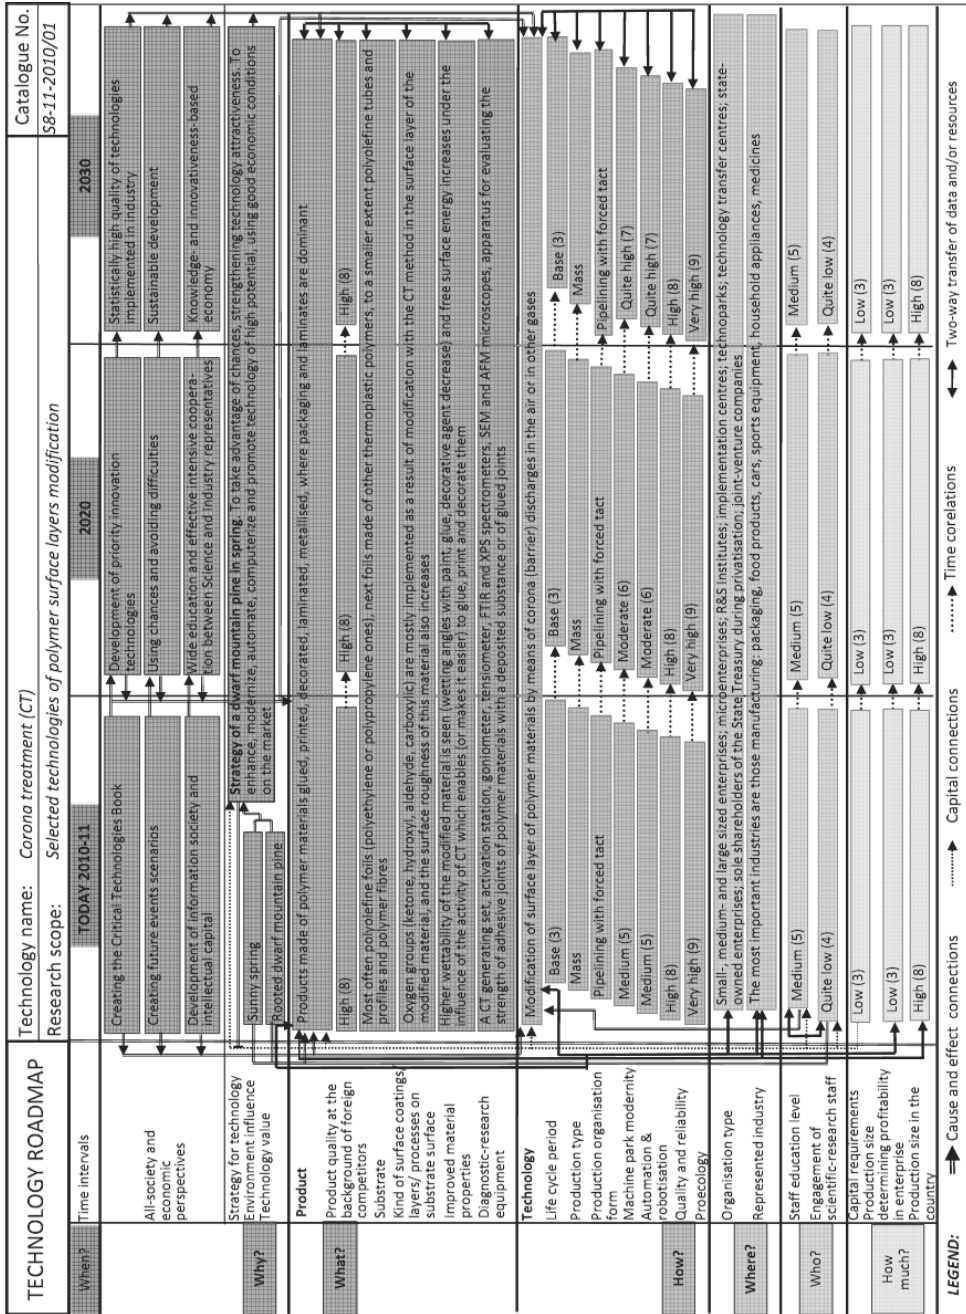 TECHNOLOGY ROADMAP
Technology name: Corona treatment (CT)
Research scope: Selected technologies of polymer surface layers modification
Catalogue No.
S8-11-2010/01
When?
Time intervals
TODAY 2010-11
2020
2030
All-society and
economic
perspectives
Creating the Critical Technologies Book
Development of priority innovation
technologies
Statistically high quality of technologies
implemented in industry
Creating future events scenarios
Using chances and avoiding difficulties
Sustainable development
Development of information society and
intellectual capital
Wide education and effective intensive coopera-
tion between Science and Industry representatives
Knowledge- and innovativeness-based
economy
Why?
Strategy for technology
Environment influence
Technology value
Sunny spring
Rooted dwarf mountain pine
Strategy of a dwarf mountain pine in spring. To take advantage of chances, strengthening technology attractiveness. To
enhance, modernize, automate, computerize and promote technology of high potential, using good economic conditions
on the market
What?
Product
Products made of polymer materials glued, printed, decorated, laminated, metallised, where packaging and laminates are dominant
Product quality at the
background of foreign
competitors
High (8)
High (8)
High (8)
Substrate
Most often polyolefine foils (polyethylene or polypropylene ones), next foils made of other thermoplastic polymers, to a smaller extent polyolefine tubes and
profiles and polymer fibres
Kind of surface coatings/
layers/ processes on
substrate surface
Oxygen groups (ketone, hydroxyl, aldehyde, carboxylic) are mostly implemented as a result of modification with the CT method in the surface layer of the
modified material, and the surface roughness of this material also increases
Improved material
properties
Higher wettability of the modified material is seen (wetting angles with paint, glue, decorative agent decrease) and free surface energy increases under the
influence of the activity of CT which enables (or makes it easier) to glue, print and decorate them
Diagnostic-research
equipment
A CT generating set, activation station, goniometer, tensiometer, FTiR and XPS spectrometers, SEM and AFM microscopes, apparatus for evaluating the
strength of adhesive joints of polymer materials with a deposited substance or of glued joints
How?
Technology
Modification of surface layer of polymer materials by means of corona (barrier) discharges in the air or in other gases
Life cycle period
Base (3)
Base (3)
Base (3)
Production type
Mass
Mass
Mass
Production organisation
form
Pipelining with forced tact
Pipelining with forced tact
Pipelining with forced tact
Machine park modernity
Medium (5)
Moderate (6)
Quite high (7)
Automation &
robotisation
Medium (5)
Moderate (6)
Quite high (7)
Quality and reliability
High (8)
High (8)
High (8)
Proecology
Very high (9)
Very high (9)
Very high (9)
Where?
Organisation type
Small-, medium- and large sized enterprises; microenterprises; R&S Institutes; implementation centres; technoparks; technology transfer centres; state-
owned enterprises; sole shareholders of the State Treasury during privatisation; joint-venture companies
Represented industry
The most important industries are those manufacturing: packaging, food products, cars, sports equipment, household appliances, medicines
Who?
Staff education level
Medium (5)
Medium (5)
Medium (5)
Engagement of
scientific-research staff
Quite low (4)
Quite low (4)
Quite low (4)
How
much?
Capital requirements
Low (3)
Low (3)
Low (3)
Production size
determining profitability
in enterprise
Low (3)
Low (3)
Low (3)
Production size in the
country
High (8)
High (8)
High (8)
LEGEND:
Cause and effect connections
Capital connections
Time corelations
Two-way transfer of data and/or resources